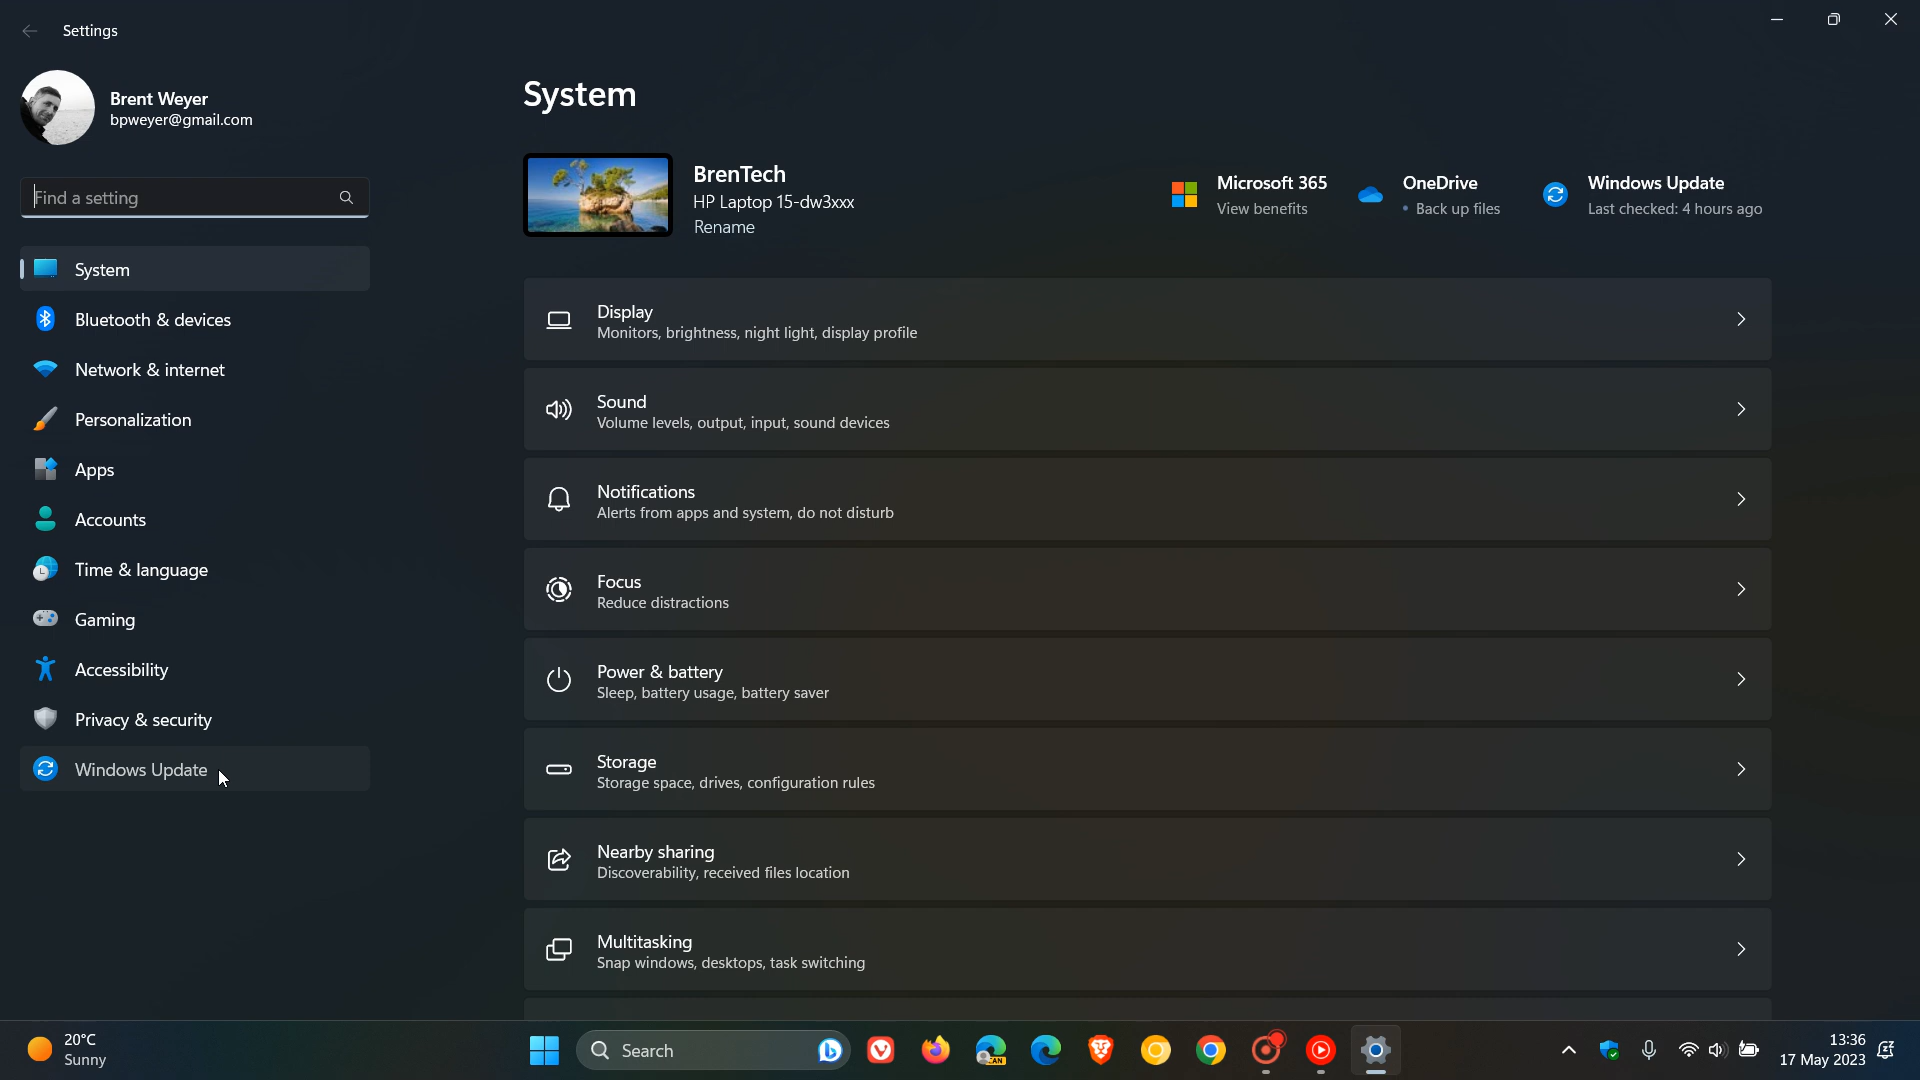 Settings
Brent Weyer
bpweyer@gmail.com
Find a setting
System
Bluetooth & devices
Network & internet
Personalization
Apps
Accounts
Time & language
Gaming
Accessibility
Privacy & security
Windows Update
System
BrenTech
HP Laptop 15-dw3xxx
Rename
Microsoft 365
View benefits
OneDrive
• Back up files
Windows Update
Last checked: 4 hours ago
Display
Monitors, brightness, night light, display profile
Sound
Volume levels, output, input, sound devices
Notifications
Alerts from apps and system, do not disturb
Focus
Reduce distractions
Power & battery
Sleep, battery usage, battery saver
Storage
Storage space, drives, configuration rules
Nearby sharing
Discoverability, received files location
Multitasking
Snap windows, desktops, task switching
20°C
Sunny
Search
CAN
13:36
17 May 2023